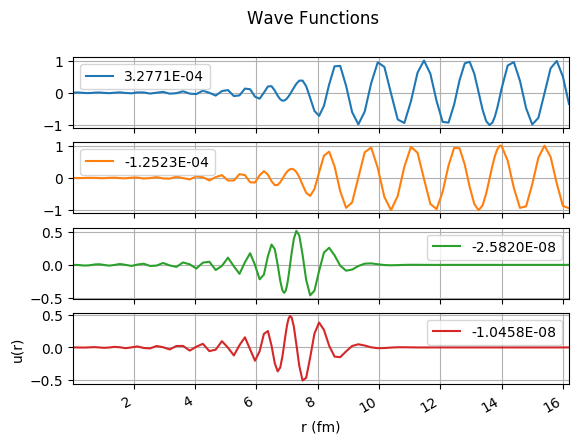 Wave Functions
1
0
−1
3.2771E-04
1
0
−1
-1.2523E-04
0.5
0.0
−0.5
-2.5820E-08
0.5
0.0
−0.5
-1.0458E-08
u(r)
2 4 6 8 10 12 14 16
r (fm)